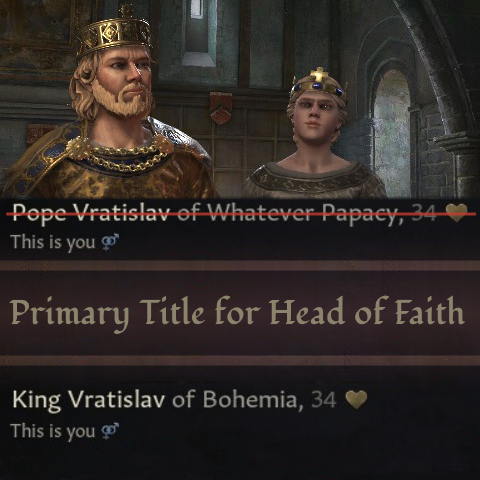 Pope Vratislav of Whatever Papacy, 34
This is you
Primary Title for Head of Faith
King Vratislav of Bohemia, 34
This is you